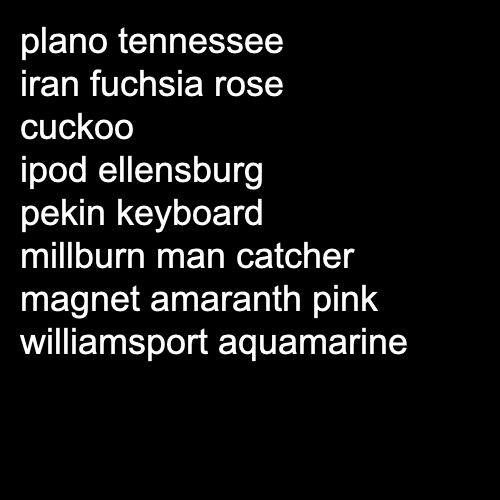 plano tennessee
iran fuchsia rose
cuckoo
ipod ellensburg
pekin keyboard
millburn man catcher
magnet amaranth pink
williamsport aquamarine